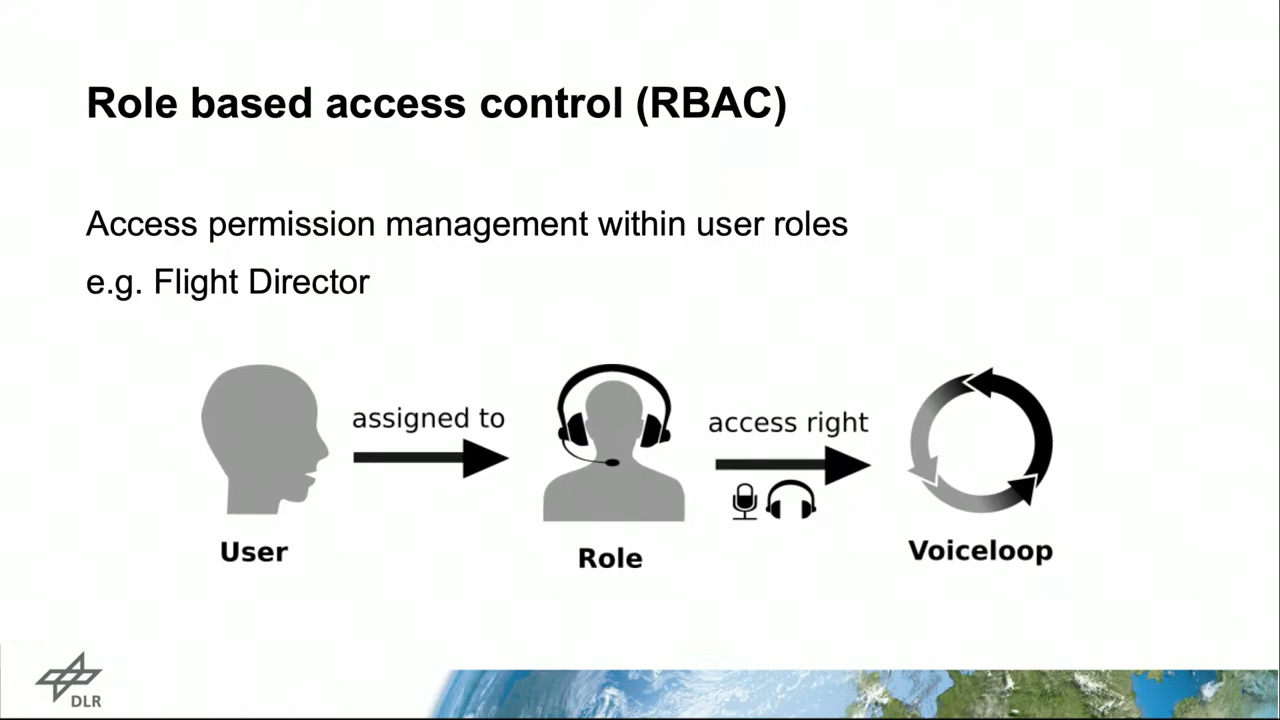 Role based access control (RBAC)
Access permission management within user roles
e.g. Flight Director
assigned to
access right
User
Role
Voiceloop
DLR